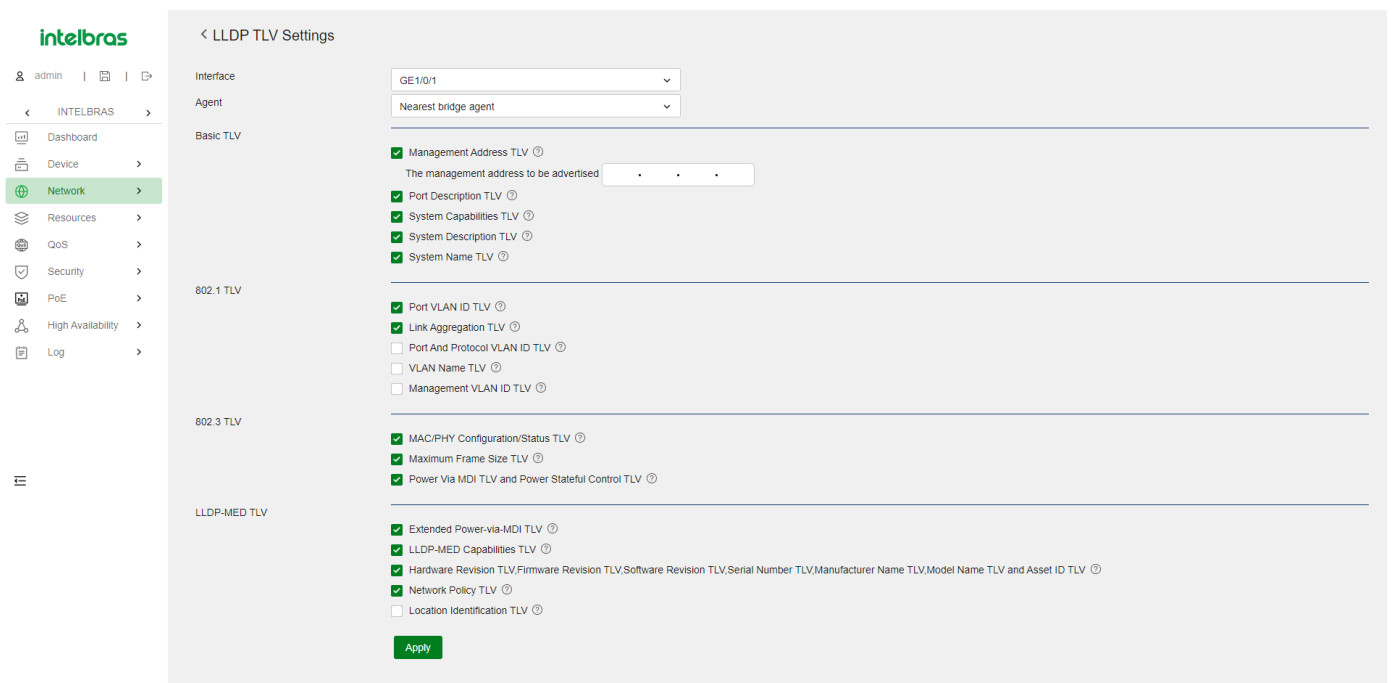 intelbras
admin | |
INTELBRAS
Dashboard
Device
Network
Resources
QoS
Security
PoE
High Availability
Log
LLDP TLV Settings
Interface
GE1/0/1
Agent
Nearest bridge agent
Basic TLV
Management Address TLV
The management address to be advertised . . .
Port Description TLV
System Capabilities TLV
System Description TLV
System Name TLV
802.1 TLV
Port VLAN ID TLV
Link Aggregation TLV
Port And Protocol VLAN ID TLV
VLAN Name TLV
Management VLAN ID TLV
802.3 TLV
MAC/PHY Configuration/Status TLV
Maximum Frame Size TLV
Power Via MDI TLV and Power Stateful Control TLV
LLDP-MED TLV
Extended Power-via-MDI TLV
LLDP-MED Capabilities TLV
Hardware Revision TLV,Firmware Revision TLV,Software Revision TLV,Serial Number TLV,Manufacturer Name TLV,Model Name TLV and Asset ID TLV
Network Policy TLV
Location Identification TLV
Apply